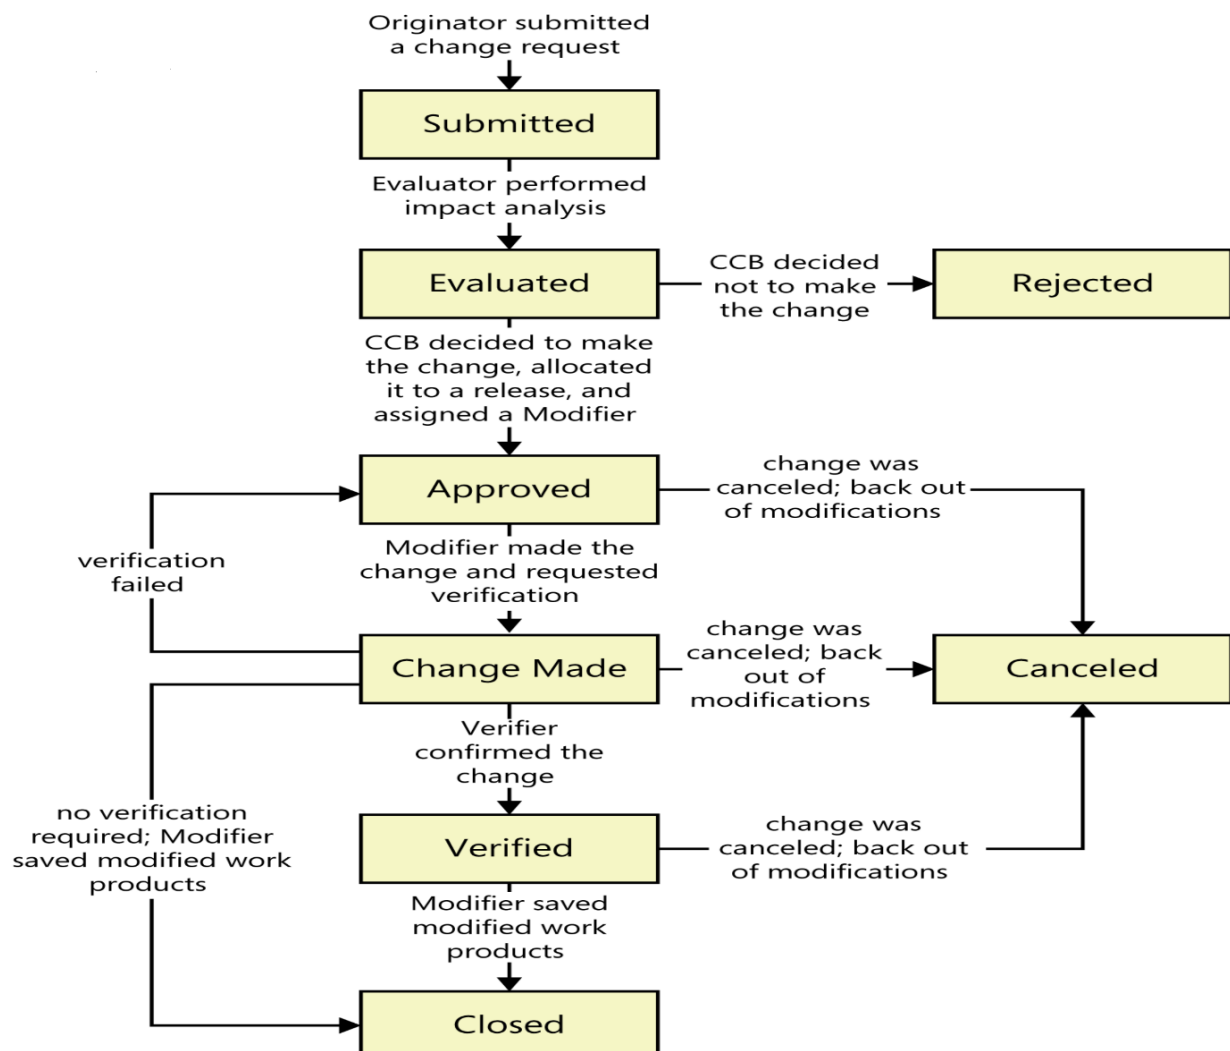 Originator submitted
a change request
Submitted
Evaluator performed
impact analysis
Evaluated
CCB decided
not to make
the change
Rejected
CCB decided to make
the change, allocated
it to a release, and
assigned a Modifier
Approved
change was
canceled; back out
of modifications
verification
failed
Modifier made the
change and requested
verification
Change Made
change was
canceled; back
out of
modifications
Canceled
Verifier
confirmed the
change
no verification
required; Modifier
saved modified work
products
Verified
change was
canceled; back out
of modifications
Modifier saved
modified work
products
Closed